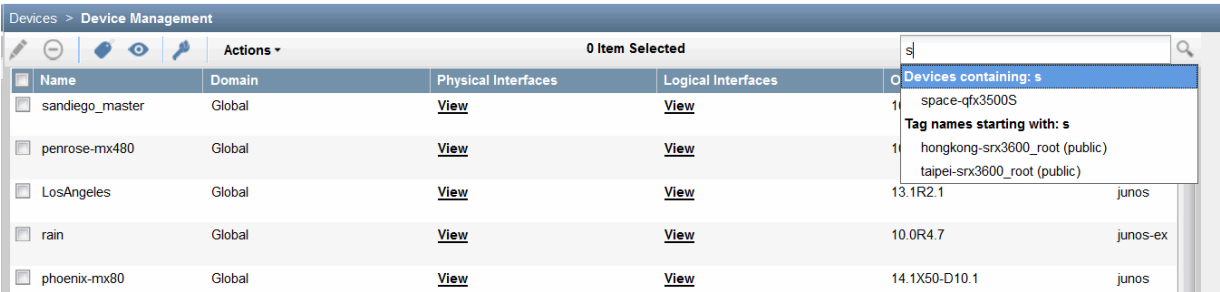 Devices > Device Management
Actions 0 Item Selected s
Name Domain Physical Interfaces Logical Interfaces O
Devices containing: s
space-qfx3500S
Tag names starting with: s
hongkong-srx3600_root (public)
taipei-srx3600_root (public)
sandiego_master Global View View 10
penrose-mx480 Global View View 10
LosAngeles Global View View 13.1R2.1 junos
rain Global View View 10.0R4.7 junos-ex
phoenix-mx80 Global View View 14.1X50-D10.1 junos